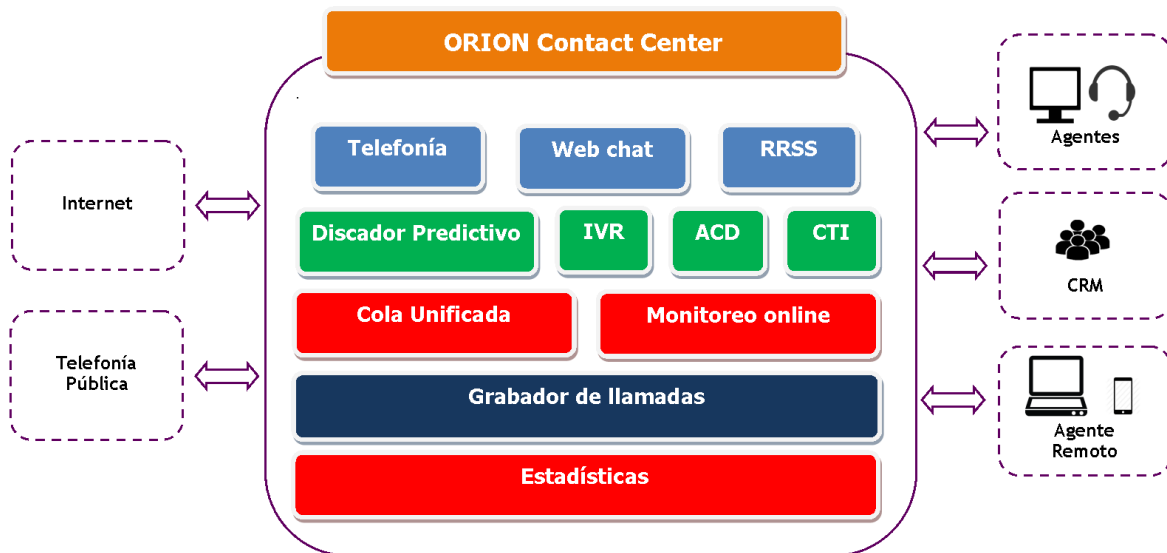 ORION Contact Center
Telefonía
Web chat
RRSS
Discador Predictivo
IVR
ACD
CTI
Cola Unificada
Monitoreo online
Grabador de llamadas
Estadísticas
Internet
Telefonía
Pública
Agentes
CRM
Agente
Remoto